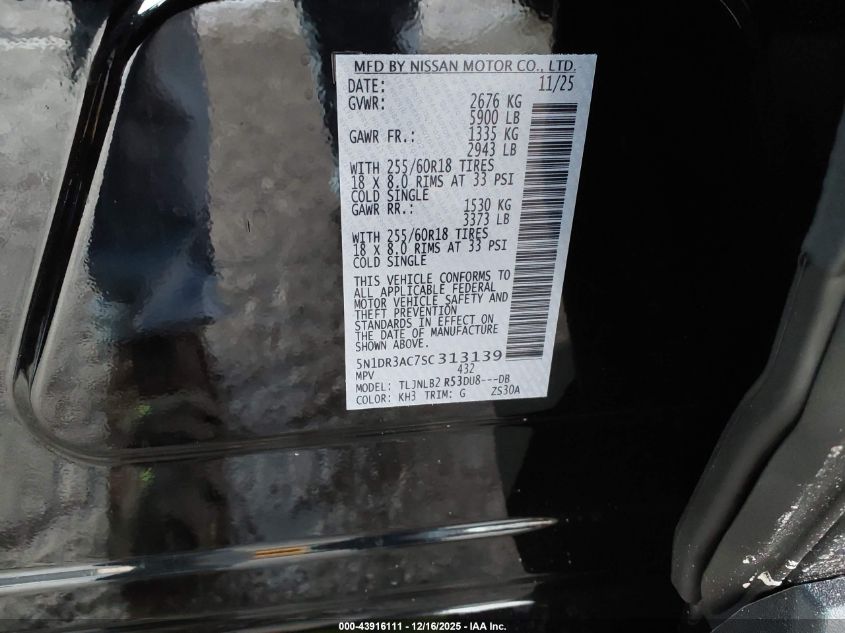 MFD BY NISSAN MOTOR CO., LTD.
DATE: 11/25
GVWR: 2676 KG
5900 LB
GAWR FR.: 1335 KG
2943 LB
WITH 255/60R18 TIRES
18 X 8.0 RIMS AT 33 PSI
COLD SINGLE
GAWR RR.: 1530 KG
3373 LB
WITH 255/60R18 TIRES
18 X 8.0 RIMS AT 33 PSI
COLD SINGLE
THIS VEHICLE CONFORMS TO
ALL APPLICABLE FEDERAL
MOTOR VEHICLE SAFETY AND
THEFT PREVENTION
STANDARDS IN EFFECT ON
THE DATE OF MANUFACTURE
SHOWN ABOVE.
5N1DR3AC7SC313139
MPV 432
MODEL: TLJNLB2 R53DU8---DB
COLOR: KH3 TRIM: G ZS30A
000-43916111 - 12/16/2025 - IAA Inc.